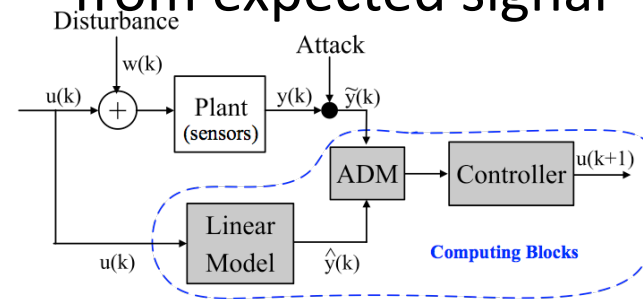 from expected signal
Disturbance
w(k)
Attack
u(k)
+
Plant
(sensors)
y(k)
ỹ(k)
ADM
Controller
u(k+1)
Linear
Model
u(k)
ŷ(k)
Computing Blocks